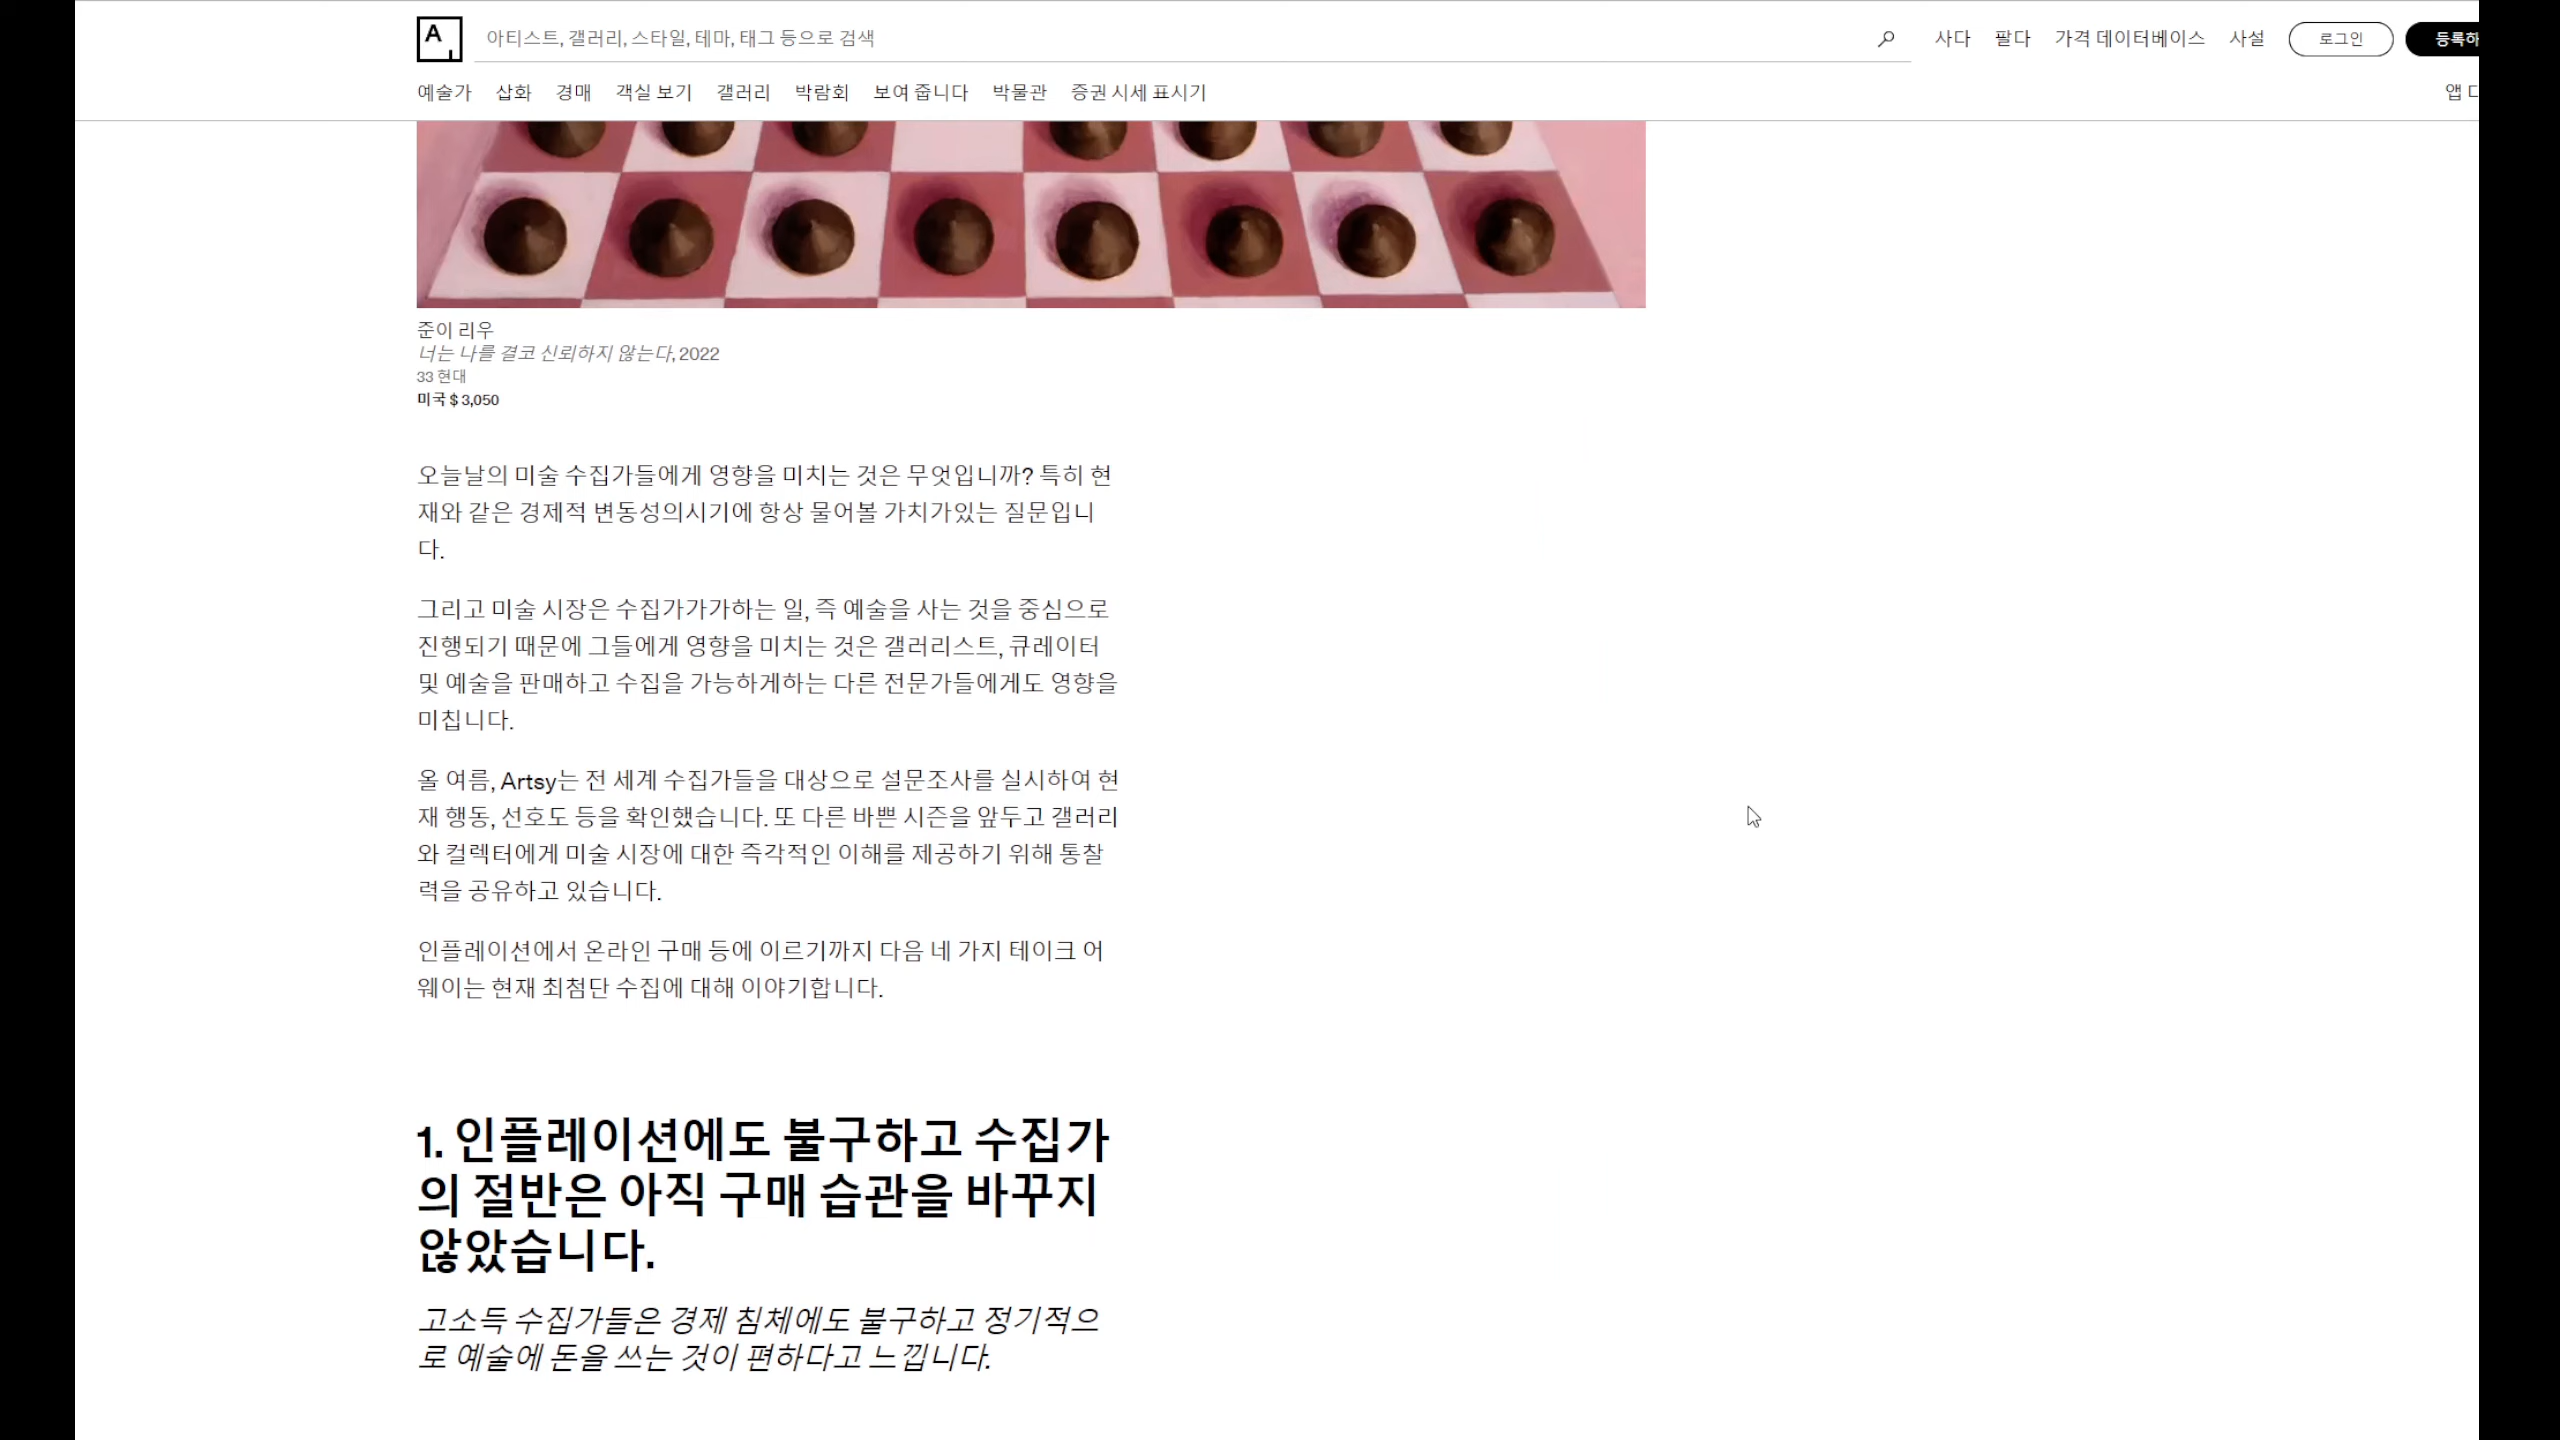 A
아티스트, 갤러리, 스타일, 테마, 태그 등으로 검색
사다
팔다
가격 데이터베이스
사설
로그인
등록하
예술가
삽화
경매
객실 보기
갤러리
박람회
보여 줍니다
박물관
증권 시세 표시기
앱
준이 리우
너는 나를 결코 신뢰하지 않는다, 2022
33 현대
미국 $ 3,050
오늘날의 미술 수집가들에게 영향을 미치는 것은 무엇입니까? 특히 현
재와 같은 경제적 변동성의시기에 항상 물어볼 가치가있는 질문입니
다.
그리고 미술 시장은 수집가가가하는 일, 즉 예술을 사는 것을 중심으로
진행되기 때문에 그들에게 영향을 미치는 것은 갤러리스트, 큐레이터
및 예술을 판매하고 수집을 가능하게하는 다른 전문가들에게도 영향을
미칩니다.
올 여름, Artsy는 전 세계 수집가들을 대상으로 설문조사를 실시하여 현
재 행동, 선호도 등을 확인했습니다. 또 다른 바쁜 시즌을 앞두고 갤러리
와 컬렉터에게 미술 시장에 대한 즉각적인 이해를 제공하기 위해 통찰
력을 공유하고 있습니다.
인플레이션에서 온라인 구매 등에 이르기까지 다음 네 가지 테이크 어
웨이는 현재 최첨단 수집에 대해 이야기합니다.
1. 인플레이션에도 불구하고 수집가
의 절반은 아직 구매 습관을 바꾸지
않았습니다.
고소득 수집가들은 경제 침체에도 불구하고 정기적으
로 예술에 돈을 쓰는 것이 편하다고 느낍니다.